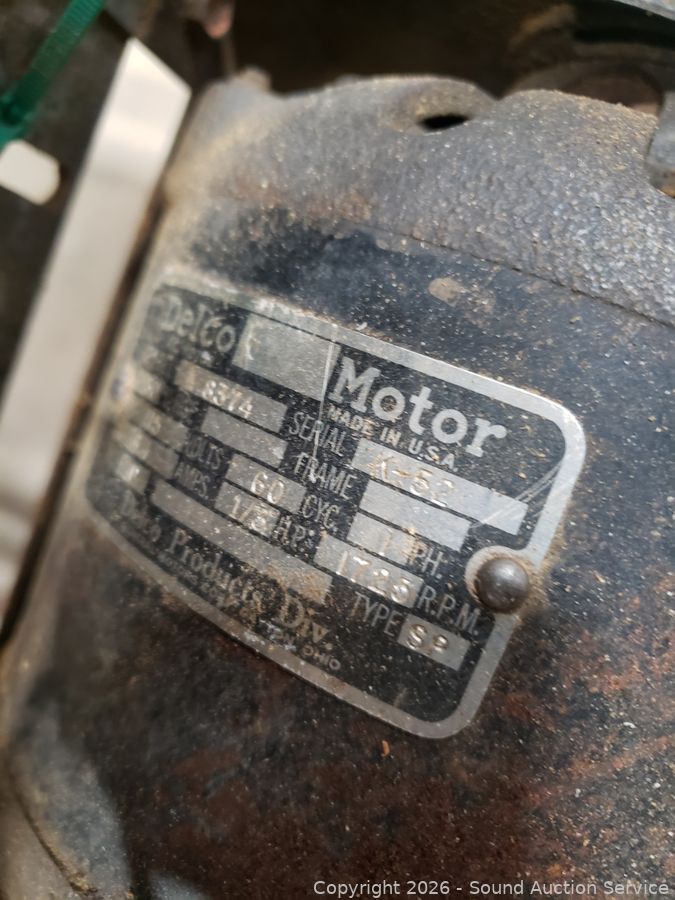 Delco Motor
MADE IN U.S.A.
8374 SERIAL K-52
VOLTS FRAME
AMPS. 60 CYC. 1 PH.
H.P. 1725 R.P.M.
TYPE SP
Delco Products Div.
OHIO
Copyright 2026 - Sound Auction Service